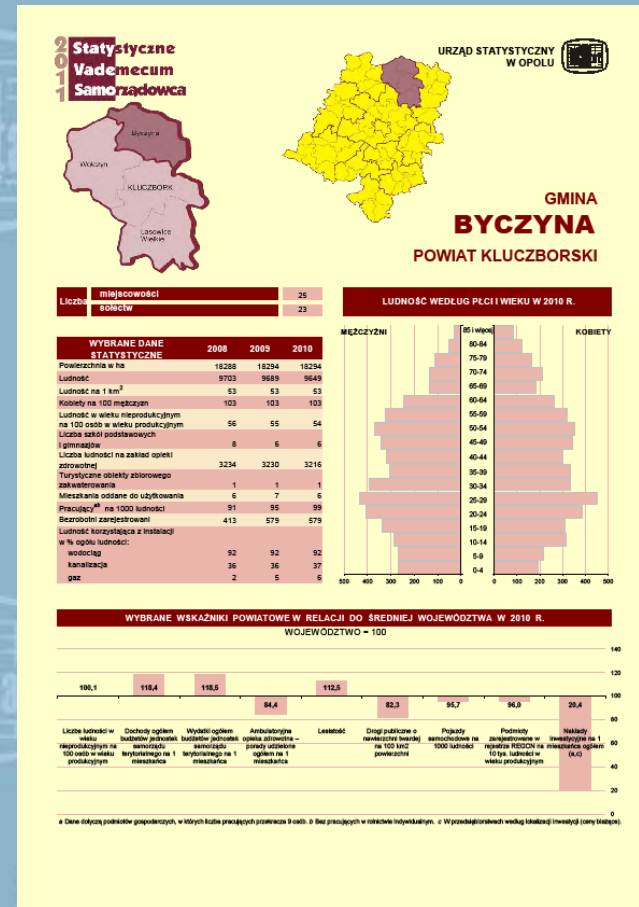 2011
Statystyczne
Vademecum
Samorządowca
URZĄD STATYSTYCZNY
W OPOLU
Byczyna
Wołczyn
KLUCZBORK
Lasowice
Wielkie
GMINA
BYCZYNA
POWIAT KLUCZBORSKI
Liczba
miejscowości 25
sołectw 23
LUDNOŚĆ WEDŁUG PŁCI I WIEKU W 2010 R.
WYBRANE DANE
STATYSTYCZNE 2008 2009 2010
Powierzchnia w ha 18288 18294 18294
Ludność 9703 9689 9649
Ludność na 1 km2 53 53 53
Kobiety na 100 mężczyzn 103 103 103
Ludność w wieku nieprodukcyjnym
na 100 osób w wieku produkcyjnym 56 55 54
Liczba szkół podstawowych
i gimnazjów 8 6 6
Liczba ludności na zakład opieki
zdrowotnej 3234 3230 3216
Turystyczne obiekty zbiorowego
zakwaterowania 1 1 1
Mieszkania oddane do użytkowania 6 7 6
Pracujący ab na 1000 ludności 91 95 99
Bezrobotni zarejestrowani 413 579 579
Ludność korzystająca z instalacji
w % ogółu ludności:
wodociąg 92 92 92
kanalizacja 36 36 37
gaz 2 5 6
MĘŻCZYŹNI 85 i więcej KOBIETY
80-84
75-79
70-74
65-69
60-64
55-59
50-54
45-49
40-44
35-39
30-34
25-29
20-24
15-19
10-14
5-9
0-4
500 400 300 200 100 0 0 100 200 300 400 500
WYBRANE WSKAŹNIKI POWIATOWE W RELACJI DO ŚREDNIEJ WOJEWÓDZTWA W 2010 R.
WOJEWÓDZTWO = 100
140
120
100
80
60
40
20
0
100,1 118,4 118,5 84,4 112,5 82,3 95,7 96,0 20,4
Liczba ludności w
wieku
nieprodukcyjnym na
100 osób w wieku
produkcyjnym
Dochody ogółem
budżetów jednostek
samorządu
terytorialnego na 1
mieszkańca
Wydatki ogółem
budżetów jednostek
samorządu
terytorialnego na 1
mieszkańca
Ambulatoryjna
opieka zdrowotna –
porady udzielone
ogółem na 1
mieszkańca
Lesistość
Drogi publiczne o
nawierzchni twardej
na 100 km2
powierzchni
Pojazdy
samochodowe na
1000 ludności
Podmioty
zarejestrowane w
rejestrze REGON na
10 tys. ludności w
wieku produkcyjnym
Nakłady
inwestycyjne na 1
mieszkańca ogółem
(a,c)
a Dane dotyczą podmiotów gospodarczych, w których liczba pracujących przekracza 9 osób. b Bez pracujących w rolnictwie indywidualnym. c W przedsiębiorstwach według lokalizacji inwestycji (ceny bieżące).